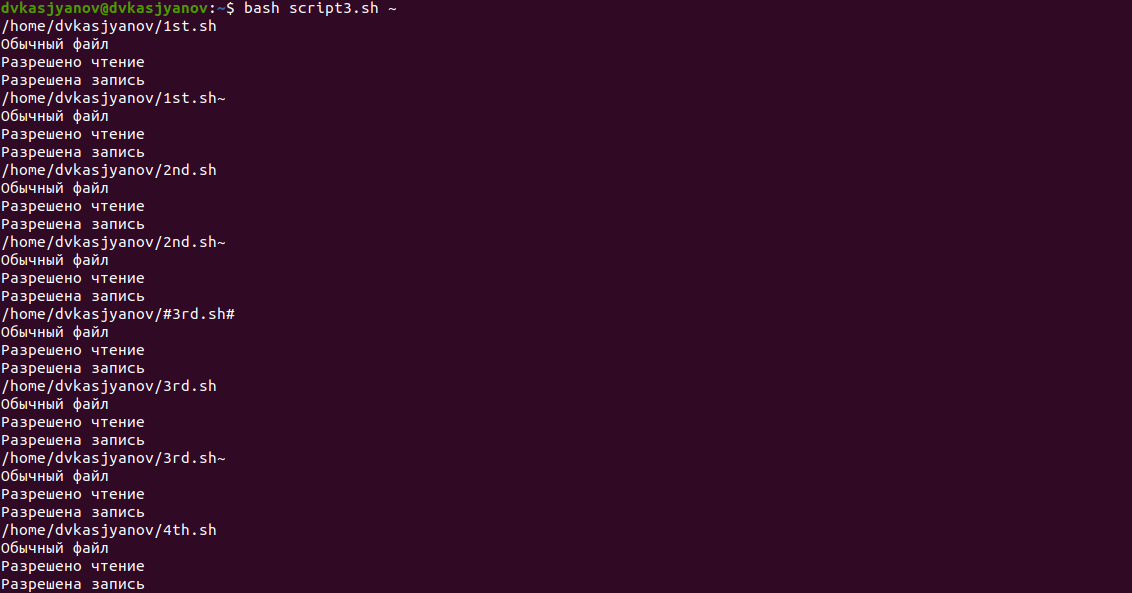 dvkasjyanov@dvkasjyanov:~$ bash script3.sh ~
/home/dvkasjyanov/1st.sh
Обычный файл
Разрешено чтение
Разрешена запись
/home/dvkasjyanov/1st.sh~
Обычный файл
Разрешено чтение
Разрешена запись
/home/dvkasjyanov/2nd.sh
Обычный файл
Разрешено чтение
Разрешена запись
/home/dvkasjyanov/2nd.sh~
Обычный файл
Разрешено чтение
Разрешена запись
/home/dvkasjyanov/#3rd.sh#
Обычный файл
Разрешено чтение
Разрешена запись
/home/dvkasjyanov/3rd.sh
Обычный файл
Разрешено чтение
Разрешена запись
/home/dvkasjyanov/3rd.sh~
Обычный файл
Разрешено чтение
Разрешена запись
/home/dvkasjyanov/4th.sh
Обычный файл
Разрешено чтение
Разрешена запись